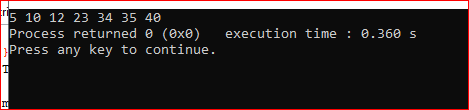 5 10 12 23 34 35 40
Process returned 0 (0x0)   execution time : 0.360 s
Press any key to continue.